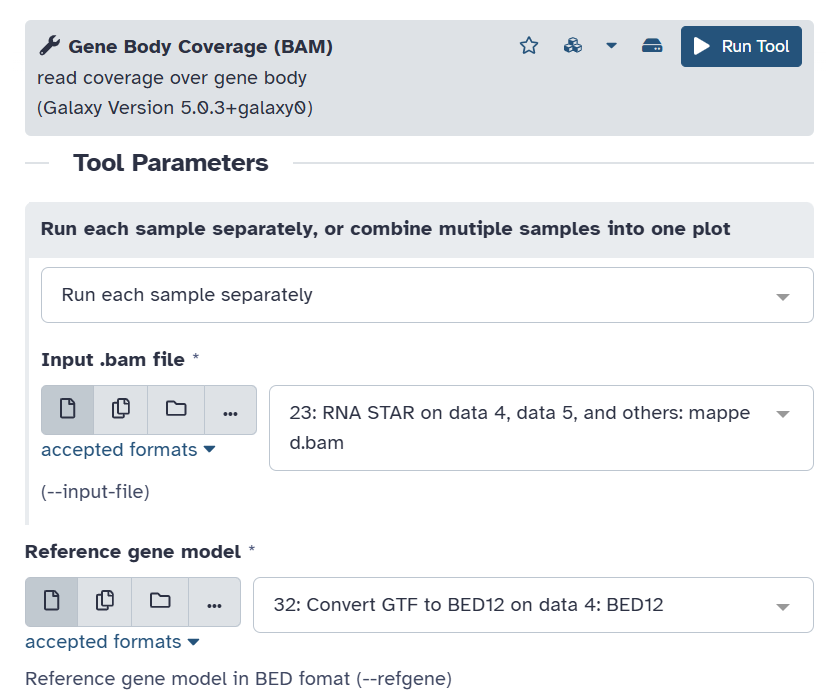 Gene Body Coverage (BAM)
Run Tool
read coverage over gene body
(Galaxy Version 5.0.3+galaxy0)
Tool Parameters
Run each sample separately, or combine mutiple samples into one plot
Run each sample separately
Input .bam file *
...
23: RNA STAR on data 4, data 5, and others: mappe
d.bam
accepted formats
(--input-file)
Reference gene model *
...
32: Convert GTF to BED12 on data 4: BED12
accepted formats
Reference gene model in BED fomat (--refgene)